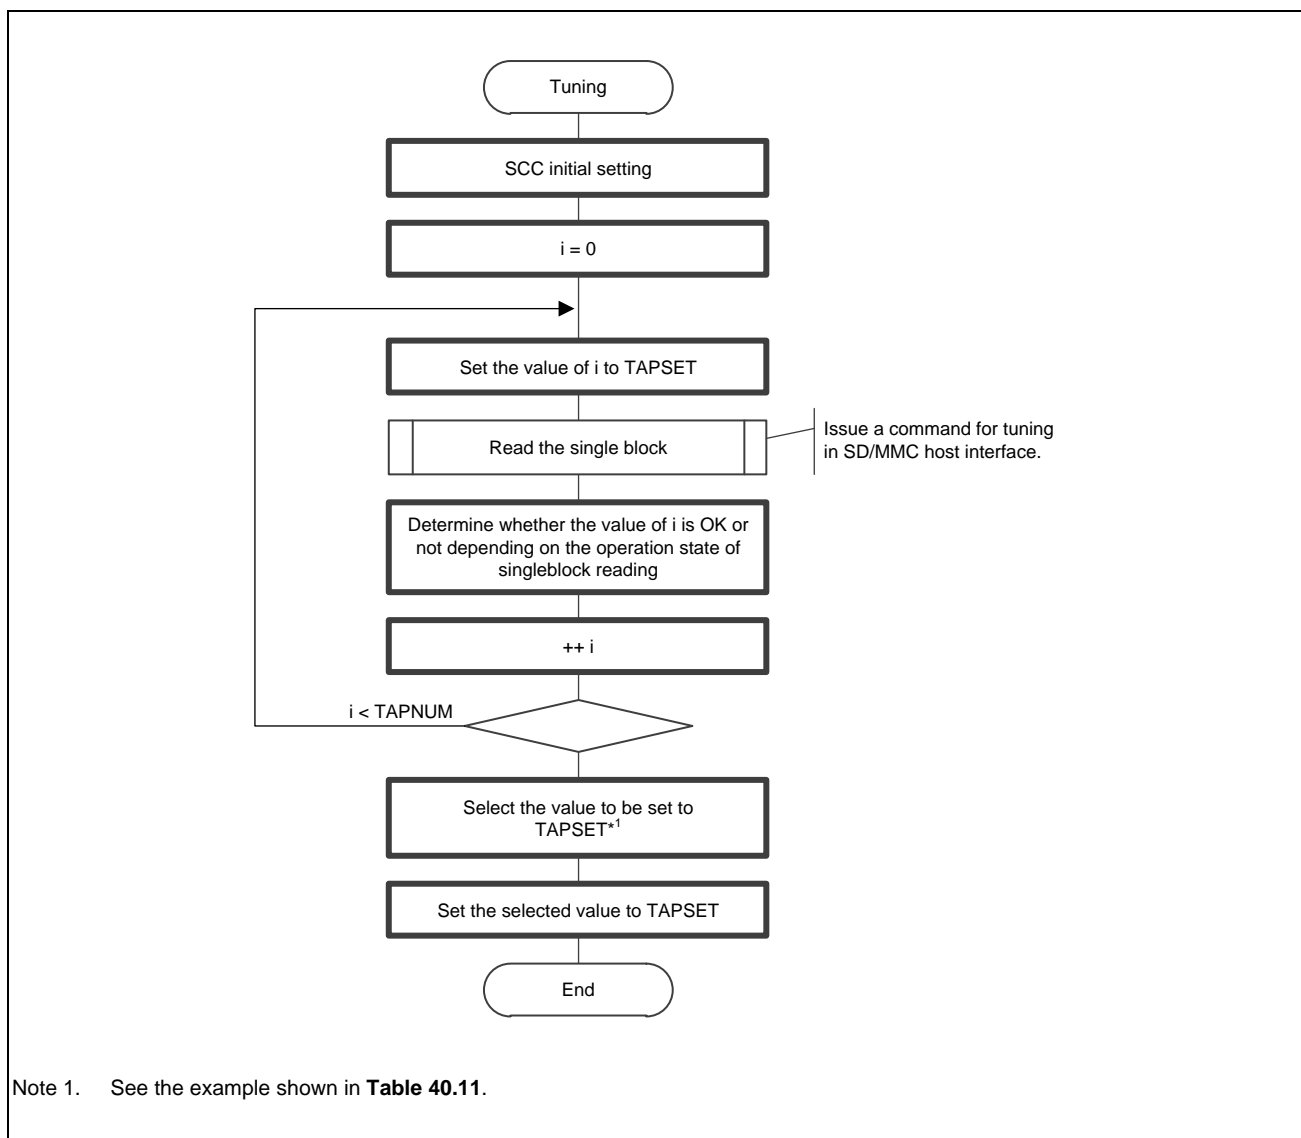 Tuning
SCC initial setting
i = 0
Set the value of i to TAPSET
Read the single block
Issue a command for tuning
in SD/MMC host interface.
Determine whether the value of i is OK or
not depending on the operation state of
singleblock reading
++ i
i < TAPNUM
Select the value to be set to
TAPSET*1
Set the selected value to TAPSET
End
Note 1. See the example shown in Table 40.11.